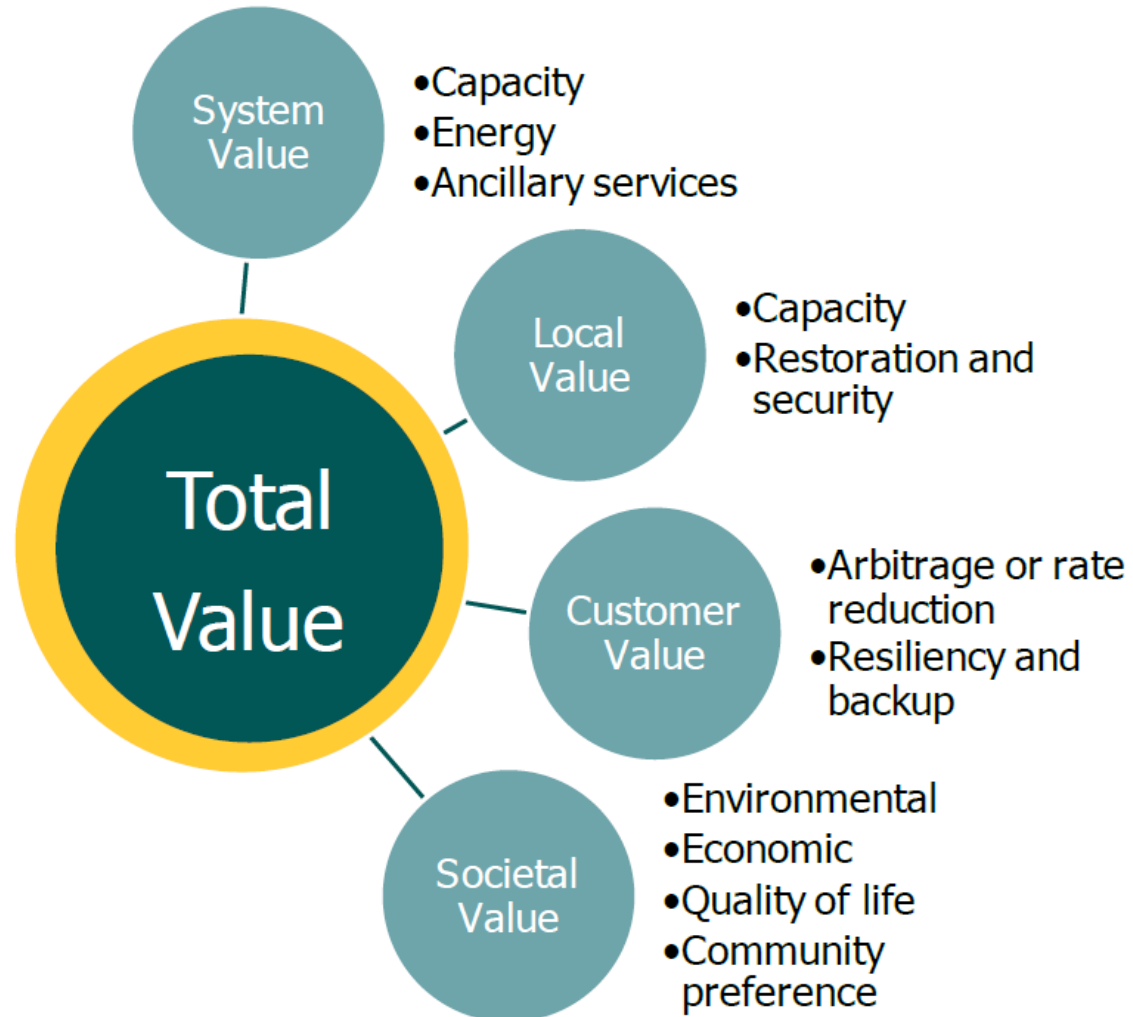 System
Value
•Capacity
•Energy
•Ancillary services
Local
Value
•Capacity
•Restoration and
security
Total
Value
Customer
Value
•Arbitrage or rate
reduction
•Resiliency and
backup
Societal
Value
•Environmental
•Economic
•Quality of life
•Community
preference